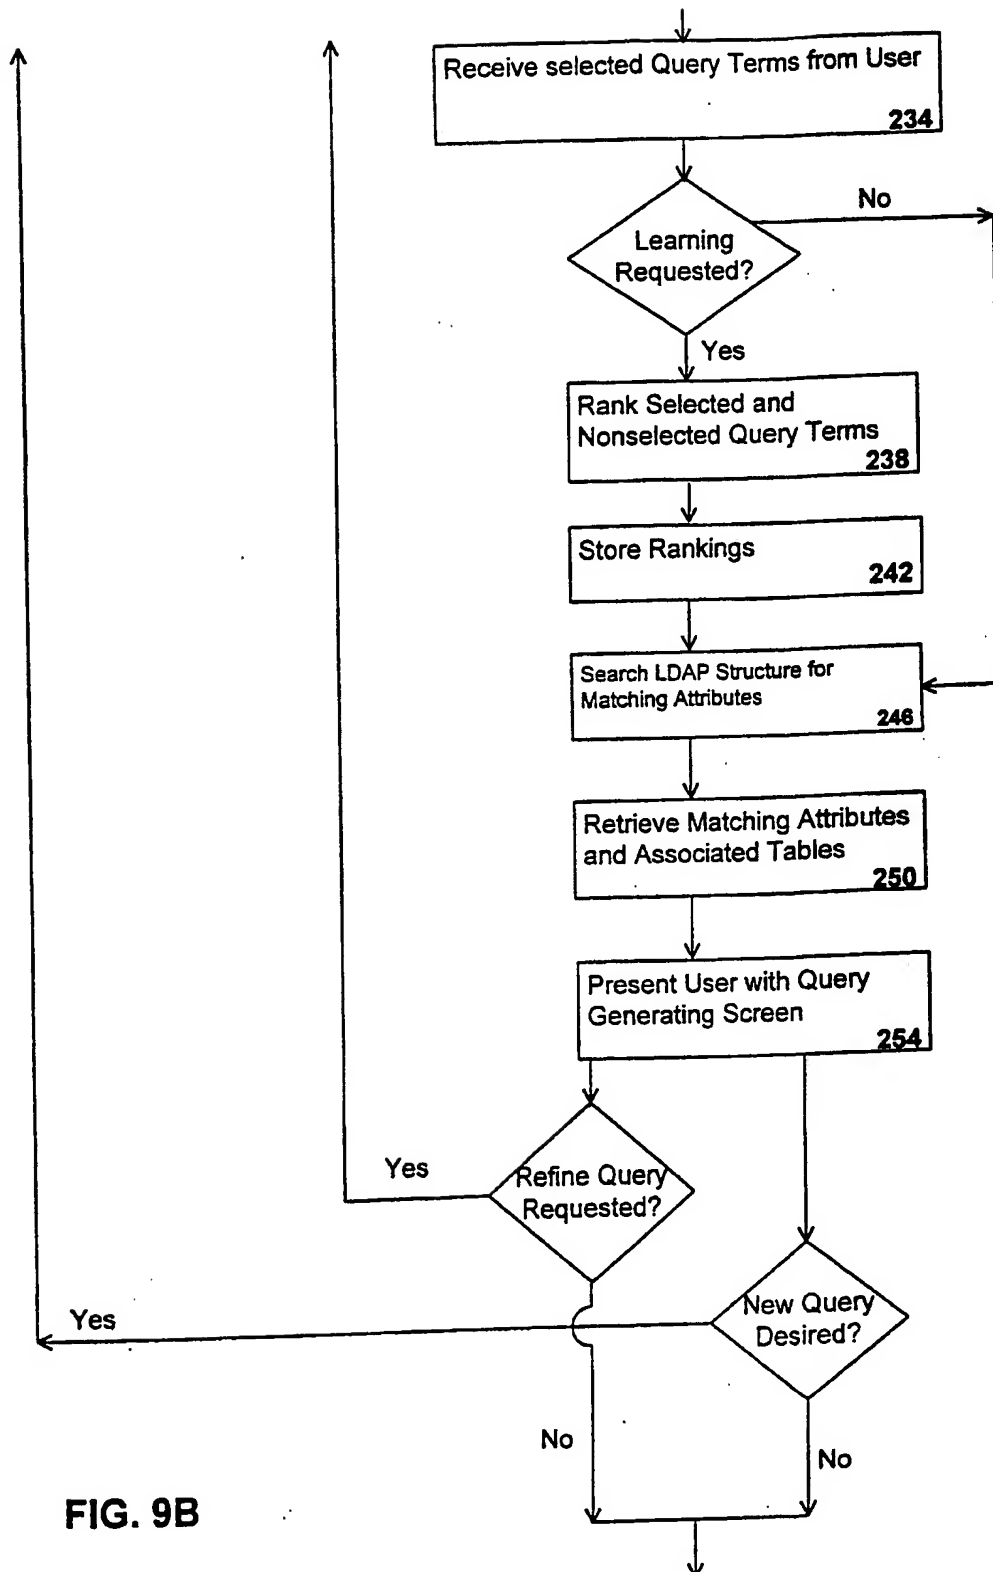 Receive selected Query Terms from User
234
No
Learning
Requested?
Yes
Rank Selected and
Nonselected Query Terms
238
Store Rankings
242
Search LDAP Structure for
Matching Attributes
246
Retrieve Matching Attributes
and Associated Tables
250
Present User with Query
Generating Screen
254
Yes
Refine Query
Requested?
Yes
New Query
Desired?
No
No
FIG. 9B